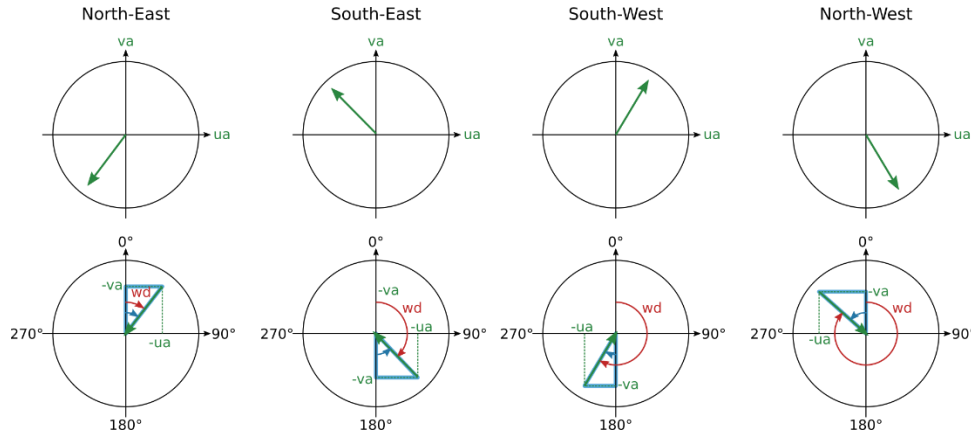 North-East
South-East
South-West
North-West
va
va
va
va
ua
ua
ua
ua
0°
0°
0°
0°
-va
wd
-va
wd
wd
-va
wd
270°
-ua
90°
270°
-ua
90°
270°
-ua
90°
270°
-ua
90°
-va
-va
180°
180°
180°
180°